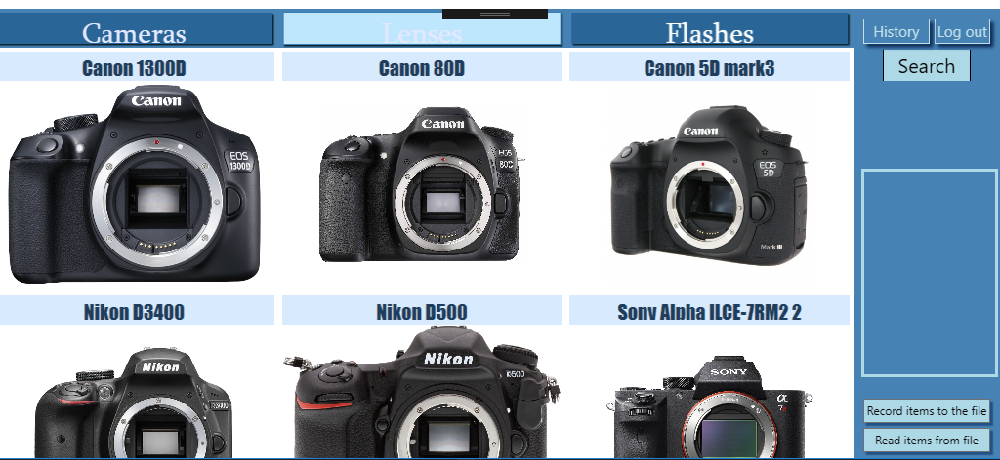 Cameras Lenses Flashes History Log out
Search
Canon 1300D Canon 80D Canon 5D mark3
Canon Canon Canon
EOS 1300D
EOS 80D
EOS 5D
Mark III
Nikon D3400 Nikon D500 Sony Alpha ILCE-7RM2 2
Nikon Nikon SONY
D3400 D500 α 7R
Record items to the file
Read items from file